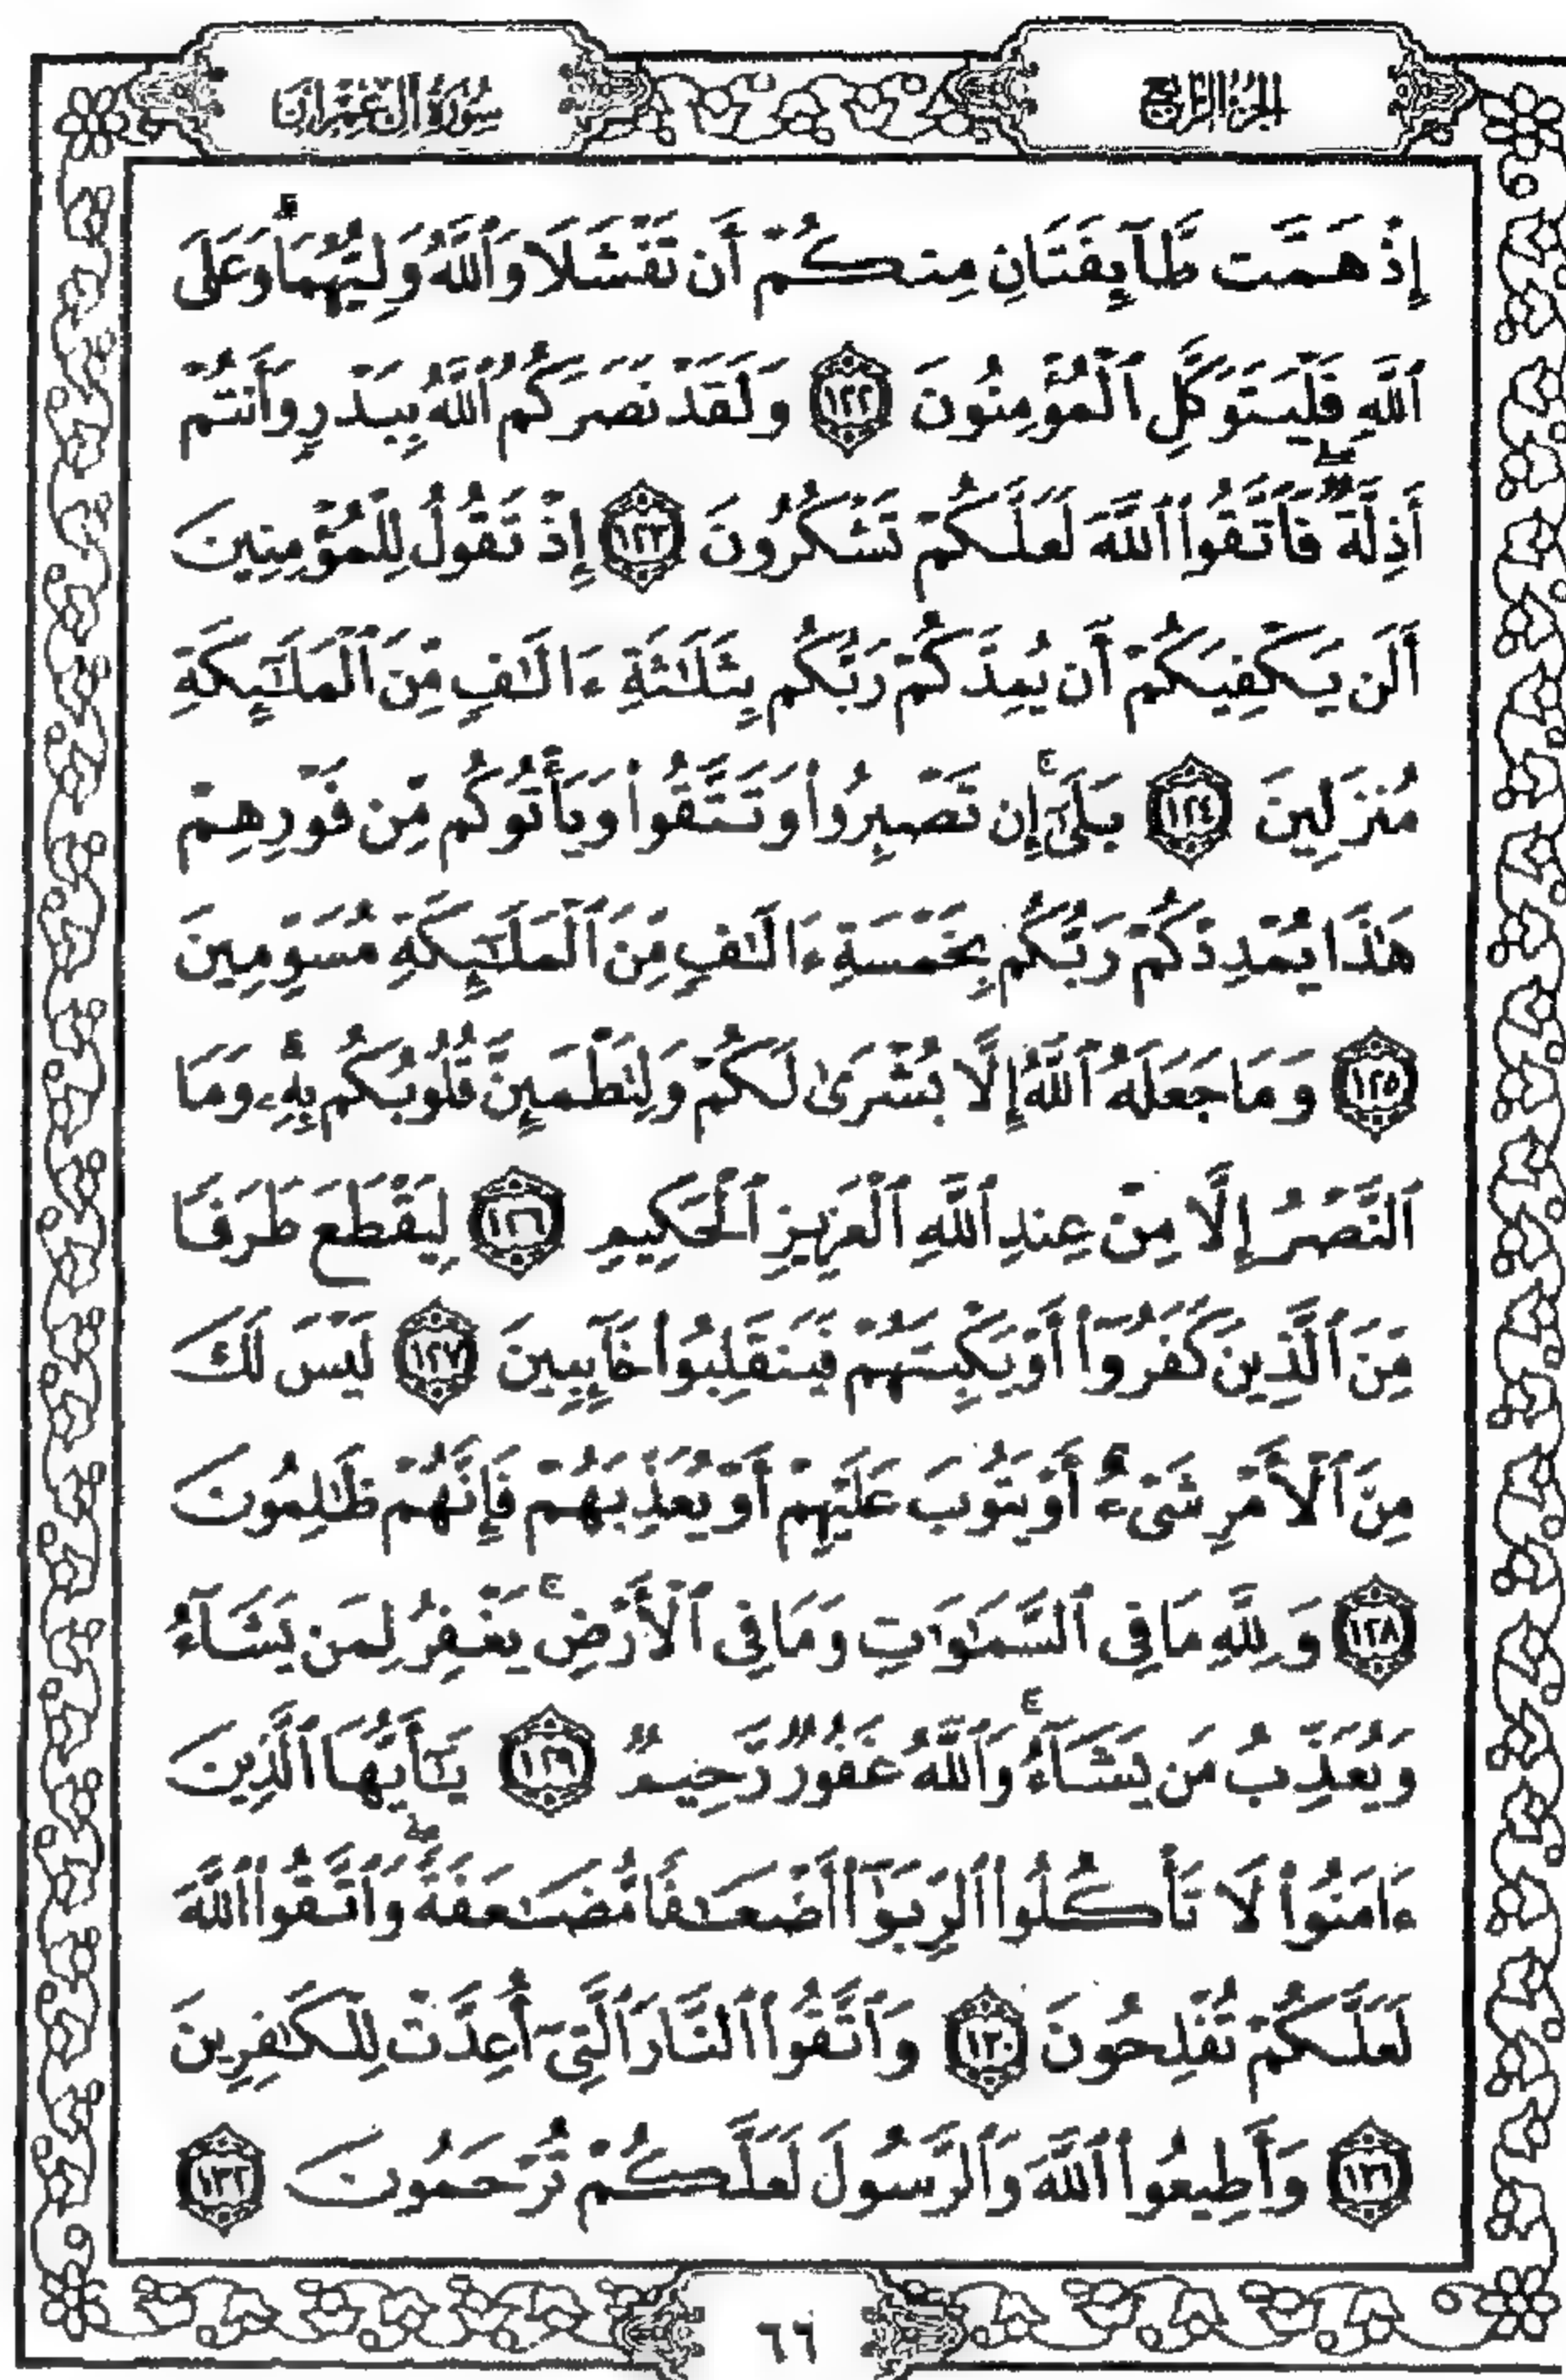 الجزء الرابع
سورة آل عمران
إِذْ هَمَّت طَّآئِفَتَانِ مِنكُمْ أَن تَفْشَلَا وَٱللَّهُ وَلِيُّهُمَا ۗ وَعَلَى
ٱللَّهِ فَلْيَتَوَكَّلِ ٱلْمُؤْمِنُونَ ١٢٢ وَلَقَدْ نَصَرَكُمُ ٱللَّهُ بِبَدْرٍ وَأَنتُمْ
أَذِلَّةٌ ۖ فَٱتَّقُوا۟ ٱللَّهَ لَعَلَّكُمْ تَشْكُرُونَ ١٢٣ إِذْ تَقُولُ لِلْمُؤْمِنِينَ
أَلَن يَكْفِيَكُمْ أَن يُمِدَّكُمْ رَبُّكُم بِثَلَـٰثَةِ ءَالَـٰفٍ مِّنَ ٱلْمَلَـٰٓئِكَةِ
مُنزَلِينَ ١٢٤ بَلَىٰٓ ۚ إِن تَصْبِرُوا۟ وَتَتَّقُوا۟ وَيَأْتُوكُم مِّن فَوْرِهِمْ
هَـٰذَا يُمْدِدْكُمْ رَبُّكُم بِخَمْسَةِ ءَالَـٰفٍ مِّنَ ٱلْمَلَـٰٓئِكَةِ مُسَوِّمِينَ
١٢٥ وَمَا جَعَلَهُ ٱللَّهُ إِلَّا بُشْرَىٰ لَكُمْ وَلِتَطْمَئِنَّ قُلُوبُكُم بِهِۦ ۗ وَمَا
ٱلنَّصْرُ إِلَّا مِنْ عِندِ ٱللَّهِ ٱلْعَزِيزِ ٱلْحَكِيمِ ١٢٦ لِيَقْطَعَ طَرَفًا
مِّنَ ٱلَّذِينَ كَفَرُوٓا۟ أَوْ يَكْبِتَهُمْ فَيَنقَلِبُوا۟ خَآئِبِينَ ١٢٧ لَيْسَ لَكَ
مِنَ ٱلْأَمْرِ شَىْءٌ أَوْ يَتُوبَ عَلَيْهِمْ أَوْ يُعَذِّبَهُمْ فَإِنَّهُمْ ظَـٰلِمُونَ
١٢٨ وَلِلَّهِ مَا فِى ٱلسَّمَـٰوَٰتِ وَمَا فِى ٱلْأَرْضِ ۚ يَغْفِرُ لِمَن يَشَآءُ
وَيُعَذِّبُ مَن يَشَآءُ ۚ وَٱللَّهُ غَفُورٌ رَّحِيمٌ ١٢٩ يَـٰٓأَيُّهَا ٱلَّذِينَ
ءَامَنُوا۟ لَا تَأْكُلُوا۟ ٱلرِّبَوٰٓا۟ أَضْعَـٰفًا مُّضَـٰعَفَةً ۖ وَٱتَّقُوا۟ ٱللَّهَ
لَعَلَّكُمْ تُفْلِحُونَ ١٣٠ وَٱتَّقُوا۟ ٱلنَّارَ ٱلَّتِىٓ أُعِدَّتْ لِلْكَـٰفِرِينَ
١٣١ وَأَطِيعُوا۟ ٱللَّهَ وَٱلرَّسُولَ لَعَلَّكُمْ تُرْحَمُونَ ١٣٢
٦٦